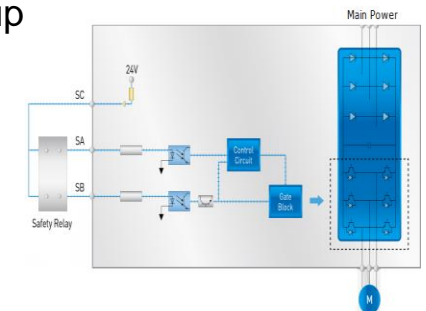 up
Main Power
24V
SC
SA
Control
Circuit
SB
Gate
Block
Safety Relay
M